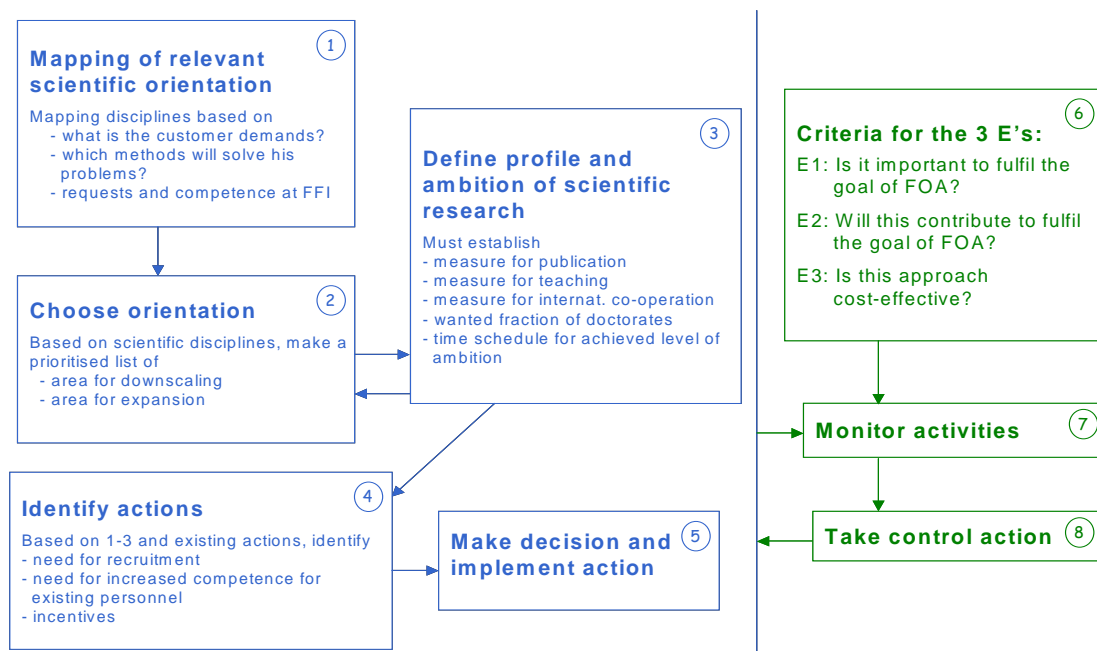 1
Mapping of relevant
scientific orientation
Mapping disciplines based on
- what is the customer demands?
- which methods will solve his
problems?
- requests and competence at FFI
2
Choose orientation
Based on scientific disciplines, make a
prioritised list of
- area for downscaling
- area for expansion
3
Define profile and
ambition of scientific
research
Must establish
- measure for publication
- measure for teaching
- measure for internat. co-operation
- wanted fraction of doctorates
- time schedule for achieved level of
ambition
4
Identify actions
Based on 1-3 and existing actions, identify
- need for recruitment
- need for increased competence for
existing personnel
- incentives
5
Make decision and
implement action
6
Criteria for the 3 E's:
E1: Is it important to fulfil the
goal of FOA?
E2: Will this contribute to fulfil
the goal of FOA?
E3: Is this approach
cost-effective?
7
Monitor activities
8
Take control action